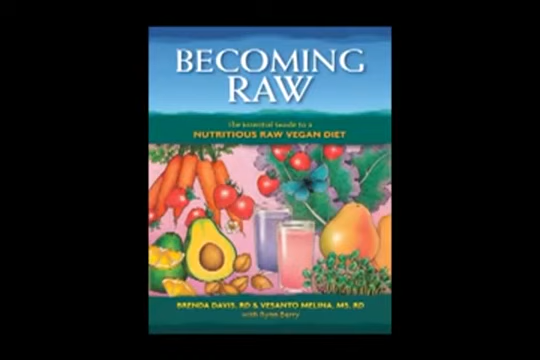 BECOMING
RAW
The Essential Guide to a
NUTRITIOUS RAW VEGAN DIET
BRENDA DAVIS, RD & VESANTO MELINA, MS, RD
with Rynn Berry